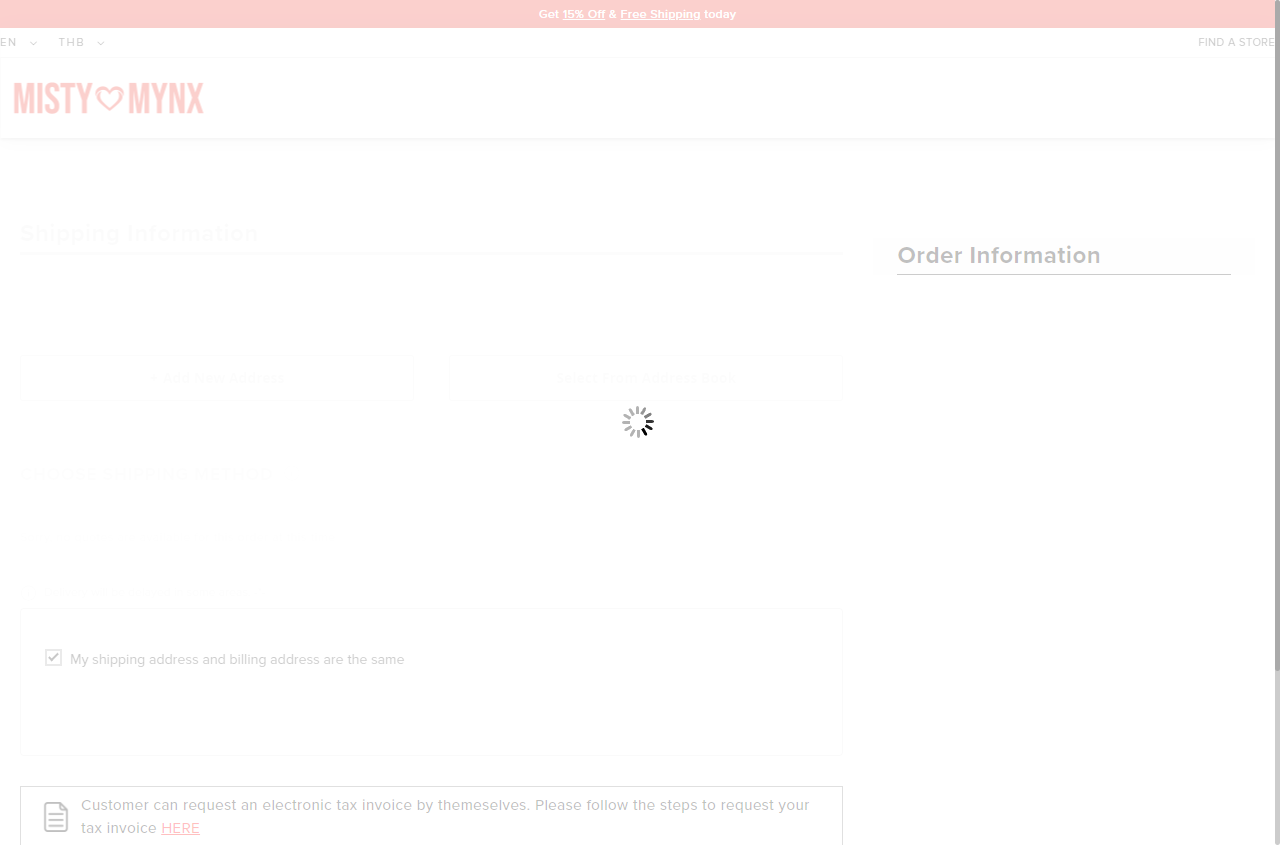 Get 15% Off & Free Shipping today
EN THB FIND A STORE
MISTY MYNX
Shipping Information
Order Information
+ Add New Address
My shipping address and billing address are the same
Customer can request an electronic tax invoice by themeselves. Please follow the steps to request your
tax invoice HERE